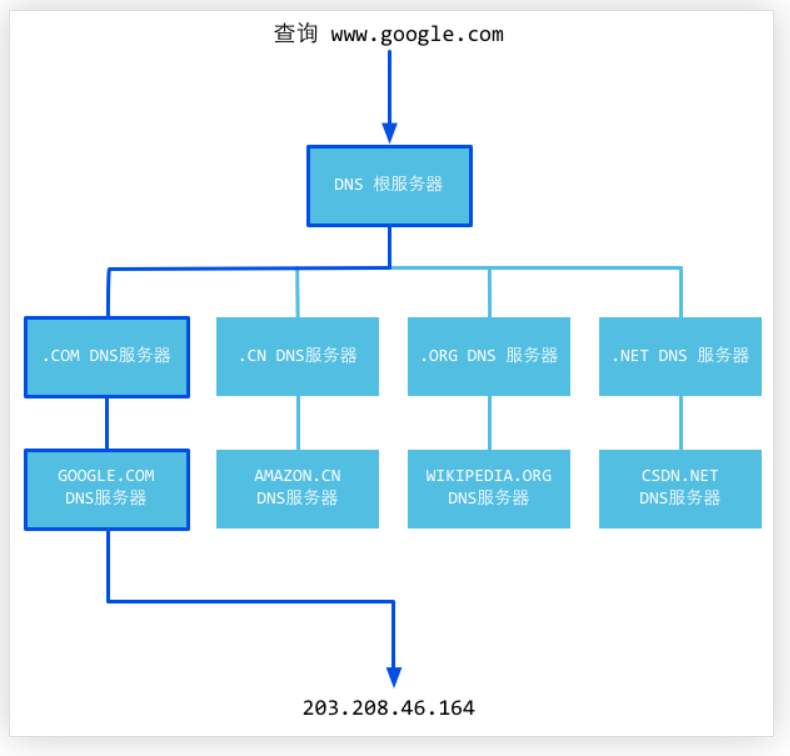 查询 www.google.com
DNS 根服务器
.COM DNS服务器
.CN DNS服务器
.ORG DNS 服务器
.NET DNS 服务器
GOOGLE.COM
DNS服务器
AMAZON.CN
DNS服务器
WIKIPEDIA.ORG
DNS服务器
CSDN.NET
DNS服务器
203.208.46.164